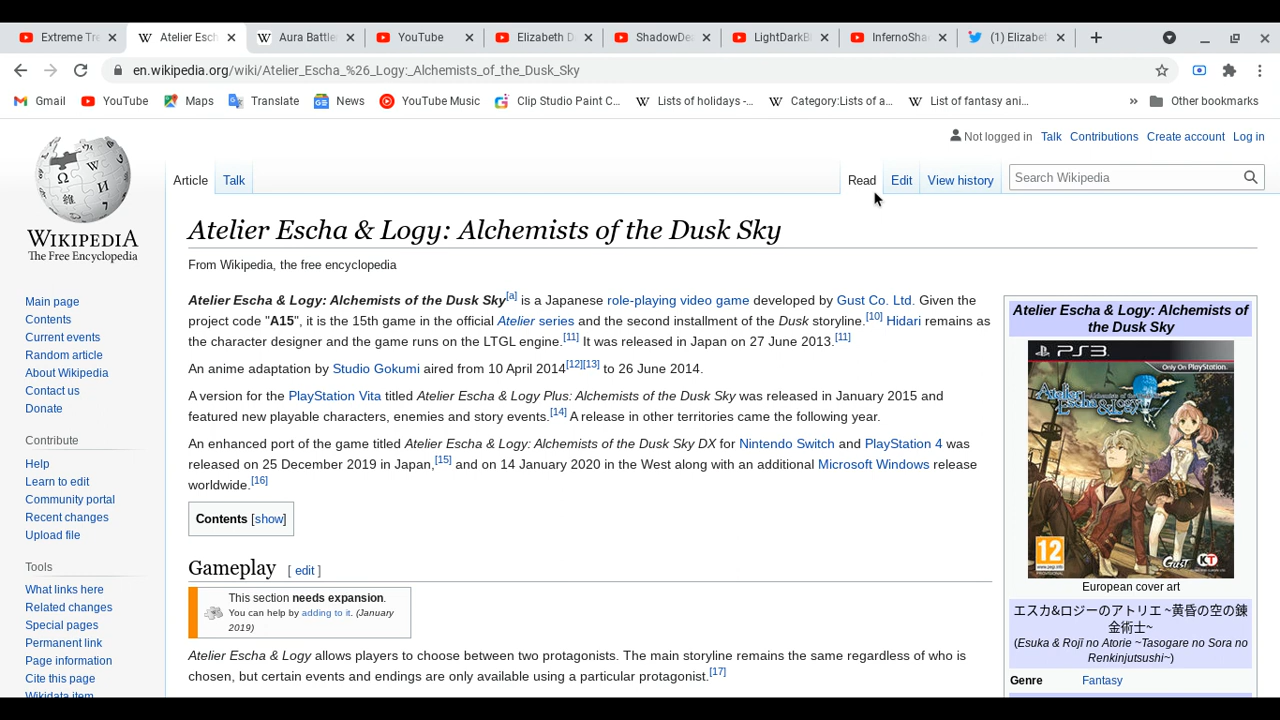 Extreme Tre
Atelier Esch
Aura Battle
YouTube
Elizabeth D
ShadowDea
LightDarkB
InfernoSha
(1) Elizabet
en.wikipedia.org/wiki/Atelier_Escha_%26_Logy:_Alchemists_of_the_Dusk_Sky
Gmail YouTube Maps Translate News YouTube Music Clip Studio Paint C... Lists of holidays -... Category:Lists of a... List of fantasy ani... » Other bookmarks
Not logged in Talk Contributions Create account Log in
Article Talk Read Edit View history Search Wikipedia
WIKIPEDIA
The Free Encyclopedia
Main page
Contents
Current events
Random article
About Wikipedia
Contact us
Donate
Contribute
Help
Learn to edit
Community portal
Recent changes
Upload file
Tools
What links here
Related changes
Special pages
Permanent link
Page information
Cite this page
Wikidata item
Atelier Escha & Logy: Alchemists of the Dusk Sky
From Wikipedia, the free encyclopedia
Atelier Escha & Logy: Alchemists of the Dusk Sky[a] is a Japanese role-playing video game developed by Gust Co. Ltd. Given the
project code "A15", it is the 15th game in the official Atelier series and the second installment of the Dusk storyline.[10] Hidari remains as
the character designer and the game runs on the LTGL engine.[11] It was released in Japan on 27 June 2013.[11]
An anime adaptation by Studio Gokumi aired from 10 April 2014[12][13] to 26 June 2014.
A version for the PlayStation Vita titled Atelier Escha & Logy Plus: Alchemists of the Dusk Sky was released in January 2015 and
featured new playable characters, costumes and story events.[14] A release in other territories came the following year.
An enhanced port of the game titled Atelier Escha & Logy: Alchemists of the Dusk Sky DX for Nintendo Switch and PlayStation 4 was
released on 25 December 2019 in Japan,[15] and on 14 January 2020 in the West along with an additional Microsoft Windows release
worldwide.[16]
Contents [show]
Gameplay [ edit ]
This section needs expansion.
You can help by adding to it. (January
2019)
Atelier Escha & Logy allows players to choose between two protagonists. The main storyline remains the same regardless of who is
chosen, but certain events and endings are only available using a particular protagonist.[17]
Atelier Escha & Logy: Alchemists of
the Dusk Sky
PS3
Only On PlayStation
Atelier
Escha & Logy
12
GUST KT
European cover art
エスカ&ロジーのアトリエ ~黄昏の空の錬
金術士~
(Esuka & Rojī no Atorie ~Tasogare no Sora no
Renkinjutsushi~)
Genre Fantasy